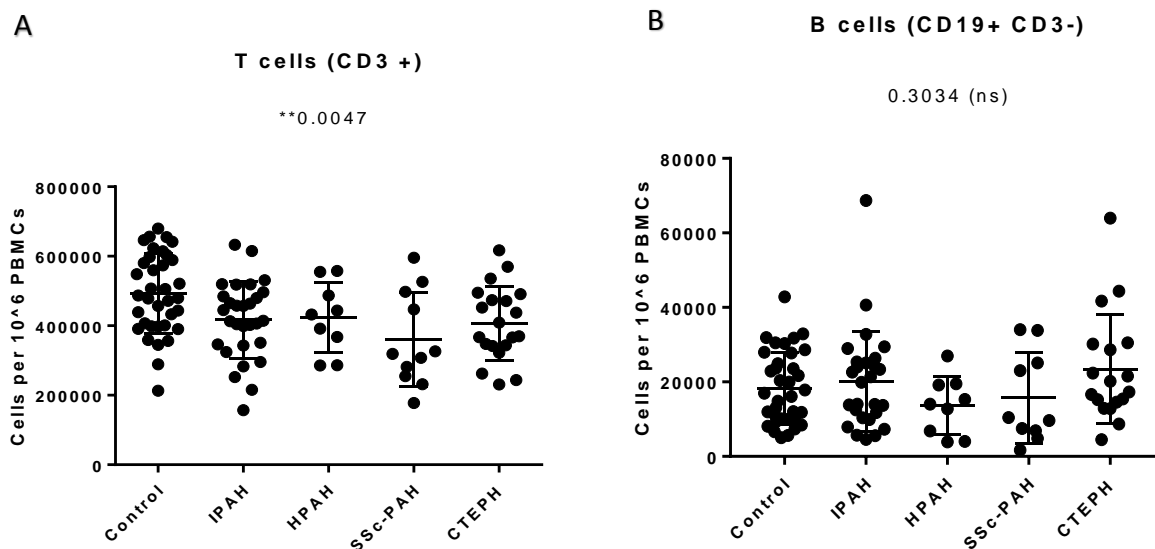 A
T cells (CD3 +)
**0.0047
Cells per 10^6 PBMCs
800000
600000
400000
200000
0
Control
IPAH
HPAH
SSc-PAH
CTEPH
B
B cells (CD19+ CD3-)
0.3034 (ns)
Cells per 10^6 PBMCs
80000
60000
40000
20000
0
Control
IPAH
HPAH
SSc-PAH
CTEPH